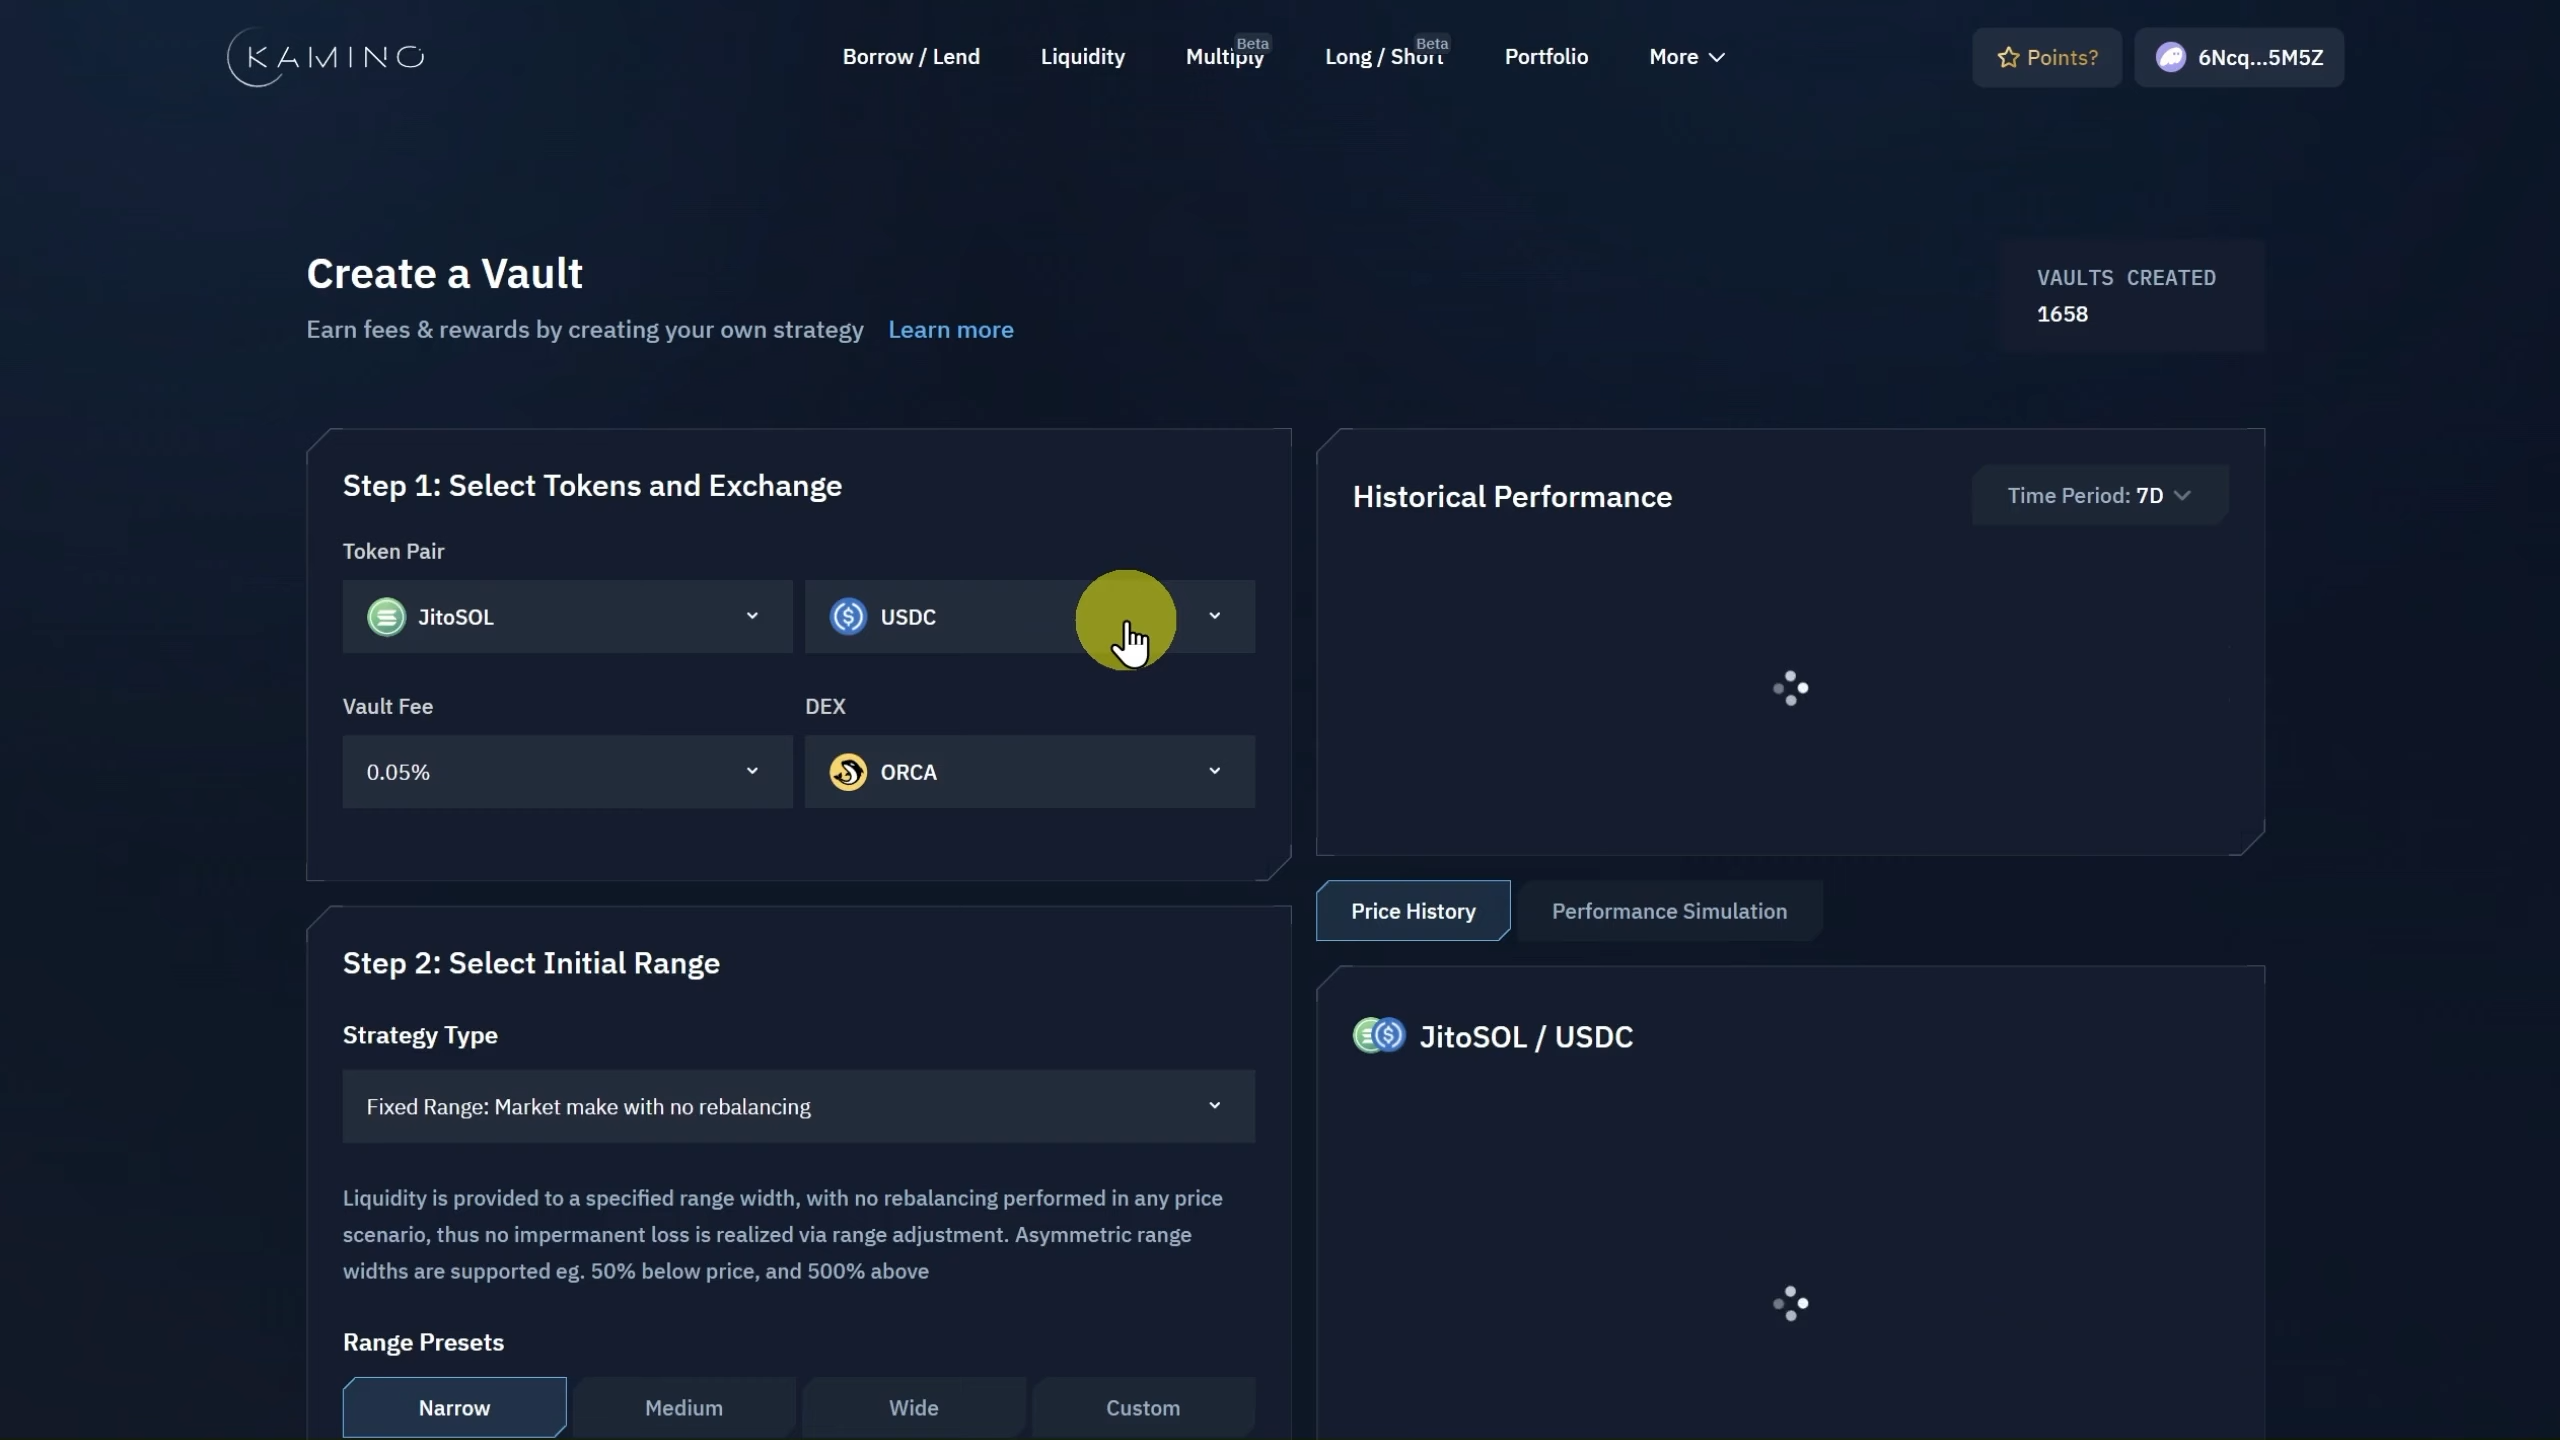 KAMINO
Borrow / Lend
Liquidity
Multiply
Beta
Long / Short
Beta
Portfolio
More
Points?
6Ncq...5M5Z
Create a Vault
Earn fees & rewards by creating your own strategy Learn more
VAULTS CREATED
1658
Step 1: Select Tokens and Exchange
Token Pair
JitoSOL
USDC
Vault Fee
DEX
0.05%
ORCA
Historical Performance
Time Period: 7D
Price History
Performance Simulation
JitoSOL / USDC
Step 2: Select Initial Range
Strategy Type
Fixed Range: Market make with no rebalancing
Liquidity is provided to a specified range width, with no rebalancing performed in any price
scenario, thus no impermanent loss is realized via range adjustment. Asymmetric range
widths are supported eg. 50% below price, and 500% above
Range Presets
Narrow
Medium
Wide
Custom